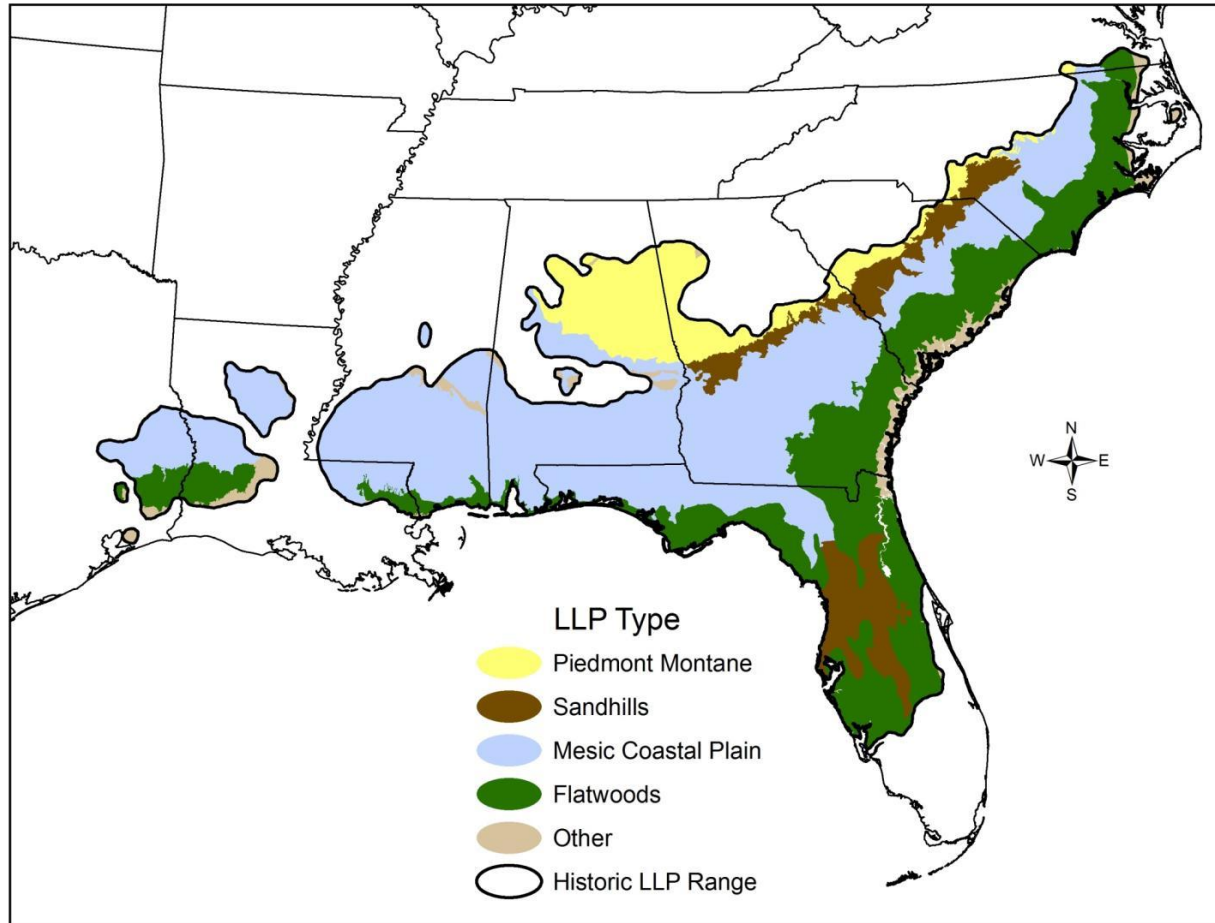 N
W E
S
LLP Type
Piedmont Montane
Sandhills
Mesic Coastal Plain
Flatwoods
Other
Historic LLP Range